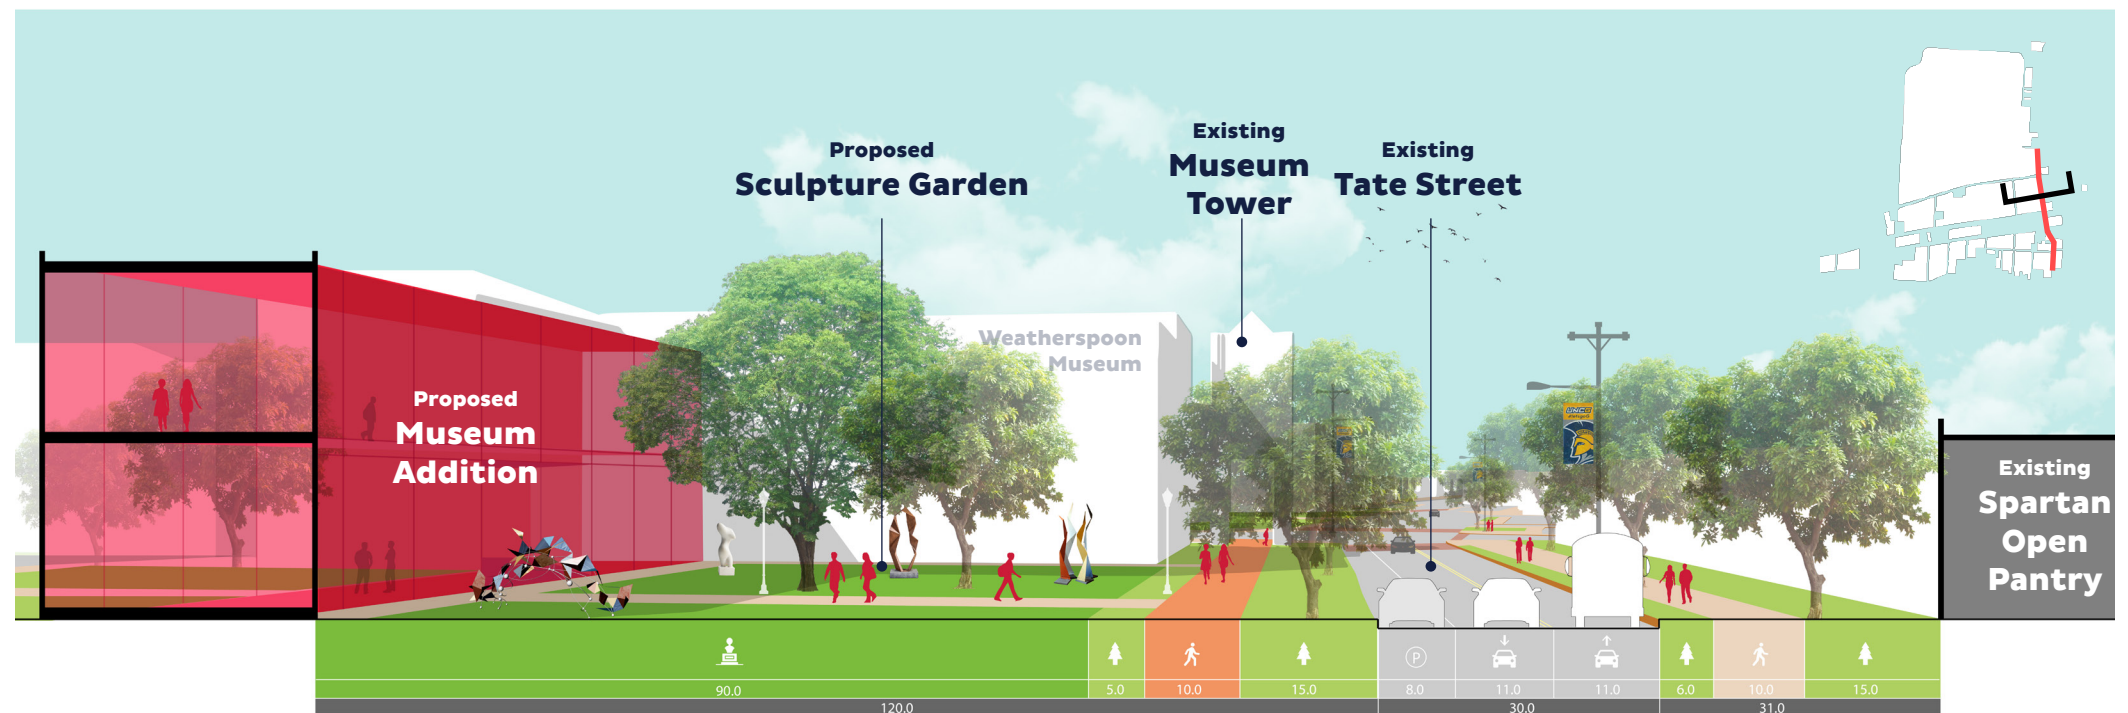 Proposed
Sculpture Garden
Existing
Museum
Tower
Existing
Tate Street
Weatherspoon
Museum
Proposed
Museum
Addition
UNCG
Existing
Spartan
Open
Pantry
P
90.0
5.0
10.0
15.0
8.0
11.0
11.0
6.0
10.0
15.0
120.0
30.0
31.0